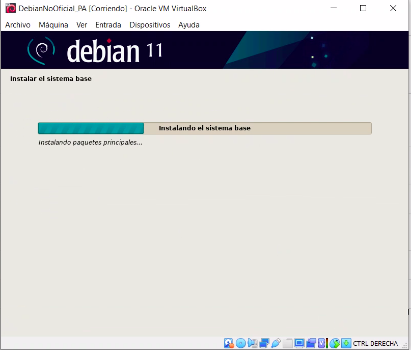 DebianNoOficial_PA [Corriendo] - Oracle VM VirtualBox
Archivo Máquina Ver Entrada Dispositivos Ayuda
debian 11
Instalar el sistema base
Instalando el sistema base
Instalando paquetes principales...
CTRL DERECHA